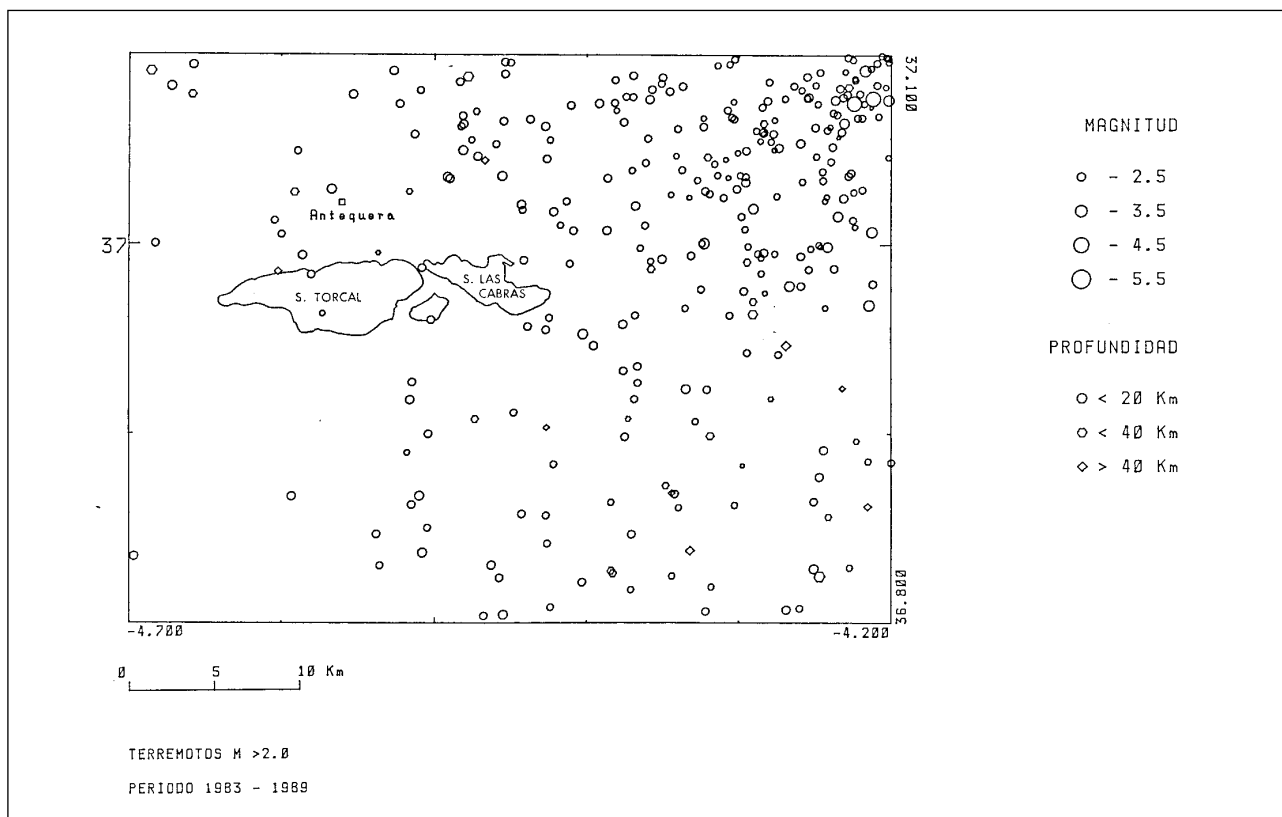 37.100
MAGNITUD
- 2.5
- 3.5
- 4.5
- 5.5
Antequera
37
S. TORCAL
S. LAS
CABRAS
PROFUNDIDAD
< 20 Km
< 40 Km
> 40 Km
36.800
-4.700
-4.200
0 5 10 Km
TERREMOTOS M >2.0
PERIODO 1983 - 1989